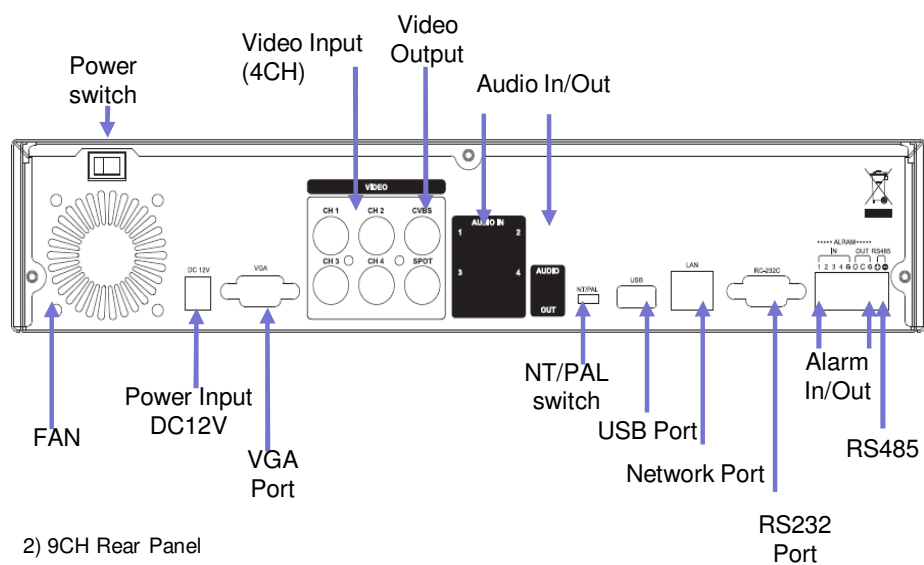 Video Input
(4CH)
Video
Output
Audio In/Out
Power
switch
VIDEO
CH 1 CH 2 CVBS
CH 3 CH 4 SPOT
AUDIO IN
1 2
3 4
AUDIO
OUT
DC 12V
VGA
NT/PAL
USB
LAN
RC-232C
ALRAM
IN OUT RS485
1 2 3 4 G O C G + -
FAN
Power Input
DC12V
VGA
Port
NT/PAL
switch
USB Port
Network Port
RS232
Port
Alarm
In/Out
RS485
2) 9CH Rear Panel